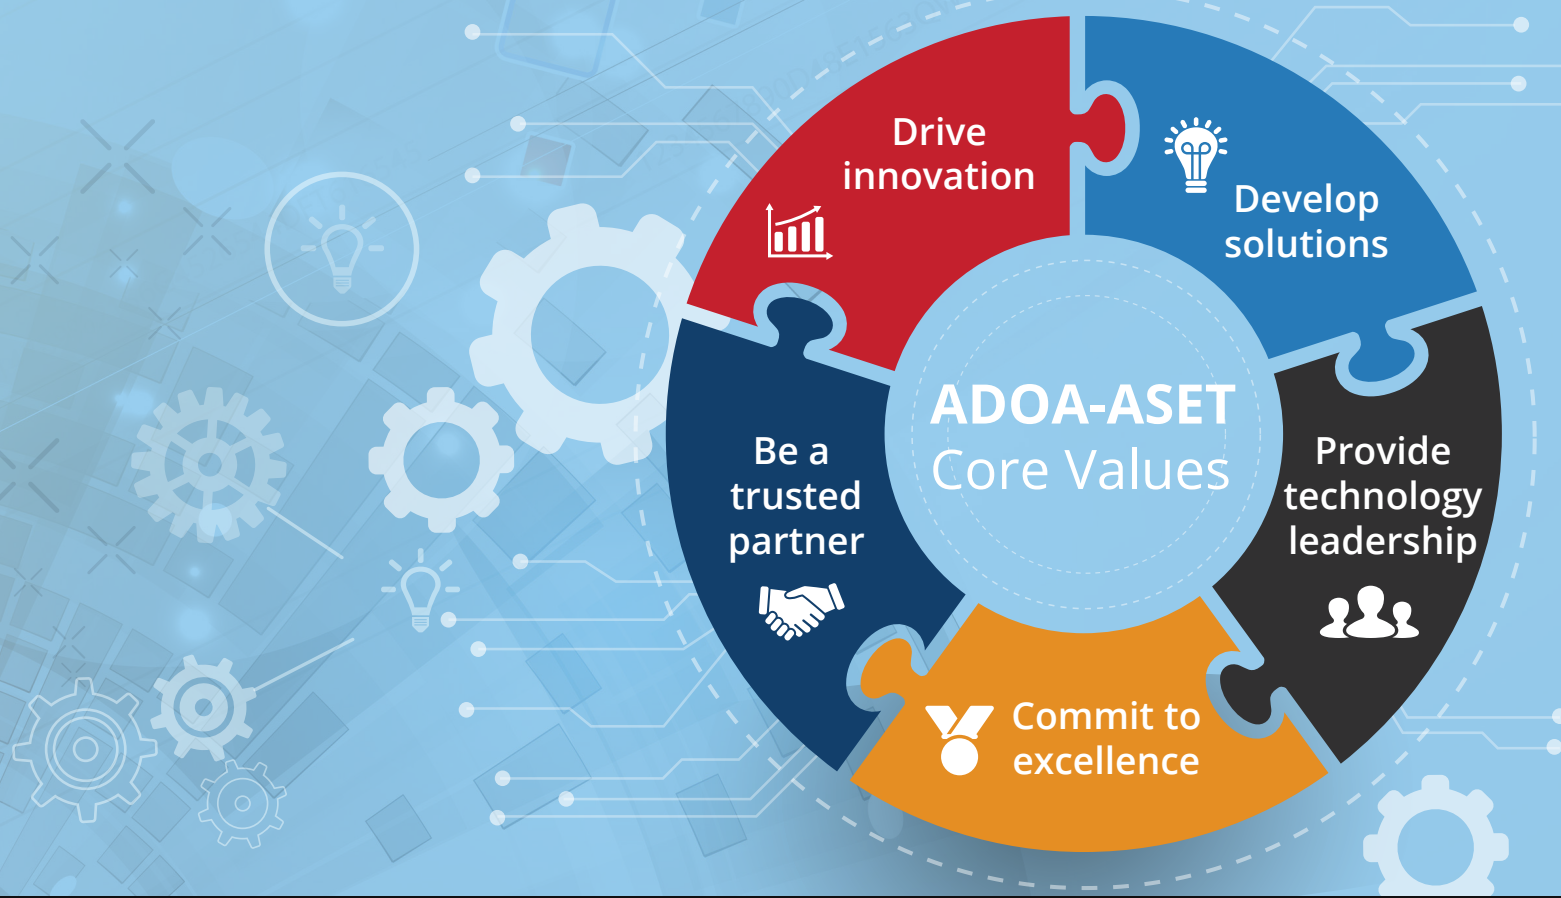 Drive
innovation
Develop
solutions
ADOA-ASET
Core Values
Be a
trusted
partner
Provide
technology
leadership
Commit to
excellence